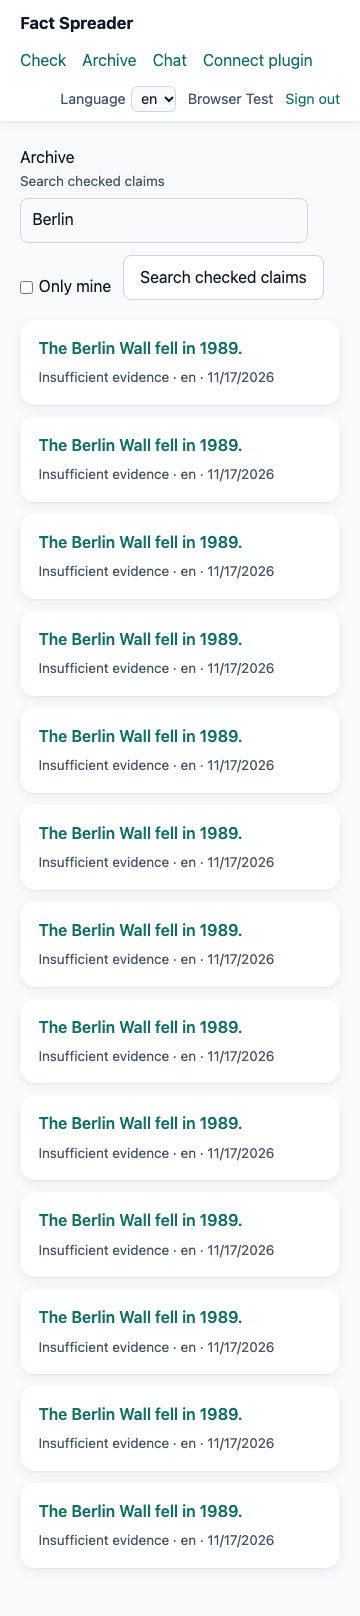 Fact Spreader
Check Archive Chat Connect plugin
Language en Browser Test Sign out
Archive
Search checked claims
Berlin
Only mine Search checked claims
The Berlin Wall fell in 1989.
Insufficient evidence · en · 11/17/2026
The Berlin Wall fell in 1989.
Insufficient evidence · en · 11/17/2026
The Berlin Wall fell in 1989.
Insufficient evidence · en · 11/17/2026
The Berlin Wall fell in 1989.
Insufficient evidence · en · 11/17/2026
The Berlin Wall fell in 1989.
Insufficient evidence · en · 11/17/2026
The Berlin Wall fell in 1989.
Insufficient evidence · en · 11/17/2026
The Berlin Wall fell in 1989.
Insufficient evidence · en · 11/17/2026
The Berlin Wall fell in 1989.
Insufficient evidence · en · 11/17/2026
The Berlin Wall fell in 1989.
Insufficient evidence · en · 11/17/2026
The Berlin Wall fell in 1989.
Insufficient evidence · en · 11/17/2026
The Berlin Wall fell in 1989.
Insufficient evidence · en · 11/17/2026
The Berlin Wall fell in 1989.
Insufficient evidence · en · 11/17/2026
The Berlin Wall fell in 1989.
Insufficient evidence · en · 11/17/2026